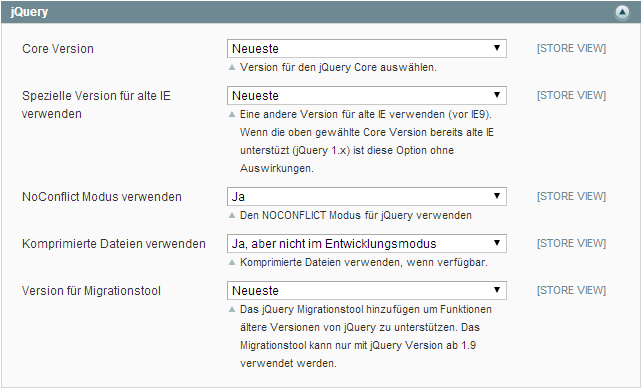 jQuery
Core Version Neueste [STORE VIEW]
Version für den jQuery Core auswählen.
Spezielle Version für alte IE verwenden Neueste [STORE VIEW]
Eine andere Version für alte IE verwenden (vor IE9).
Wenn die oben gewählte Core Version bereits alte IE
unterstüzt (jQuery 1.x) ist diese Option ohne
Auswirkungen.
NoConflict Modus verwenden Ja [STORE VIEW]
Den NOCONFLICT Modus für jQuery verwenden
Komprimierte Dateien verwenden Ja, aber nicht im Entwicklungsmodus [STORE VIEW]
Komprimierte Dateien verwenden, wenn verfügbar.
Version für Migrationstool Neueste [STORE VIEW]
Das jQuery Migrationstool hinzufügen um Funktionen
ältere Versionen von jQuery zu unterstützen. Das
Migrationstool kann nur mit jQuery Version ab 1.9
verwendet werden.